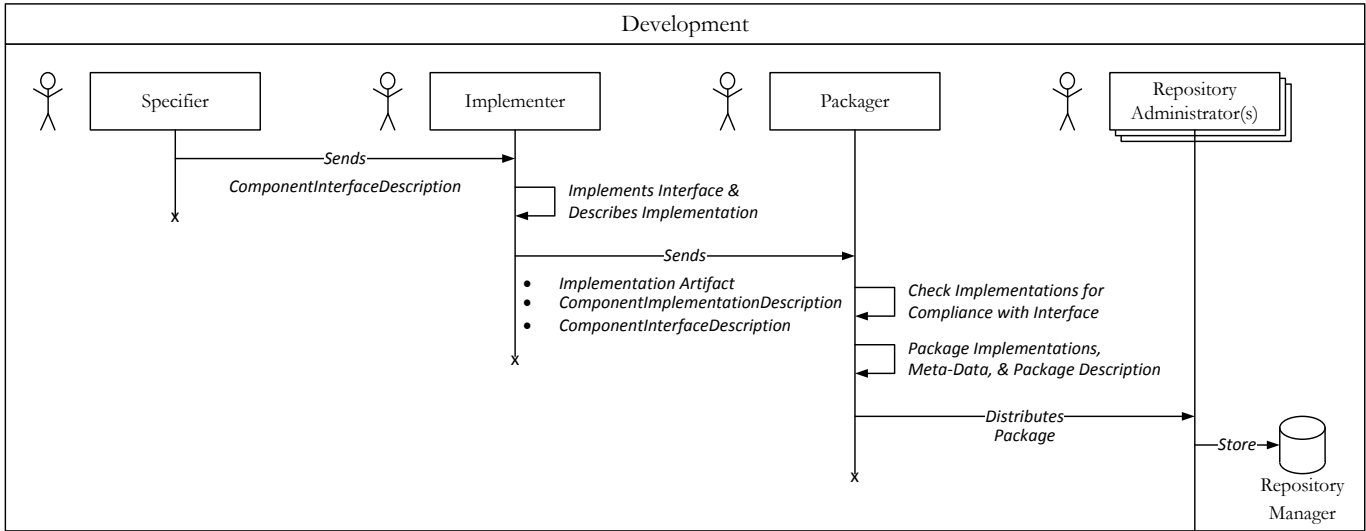 Development
Specifier
Implementer
Packager
Repository
Administrator(s)
Sends
ComponentInterfaceDescription
Implements Interface &
Describes Implementation
x
Sends
• Implementation Artifact
• ComponentImplementationDescription
• ComponentInterfaceDescription
Check Implementations for
Compliance with Interface
Package Implementations,
Meta-Data, & Package Description
x
Distributes
Package
Store
x
Repository
Manager